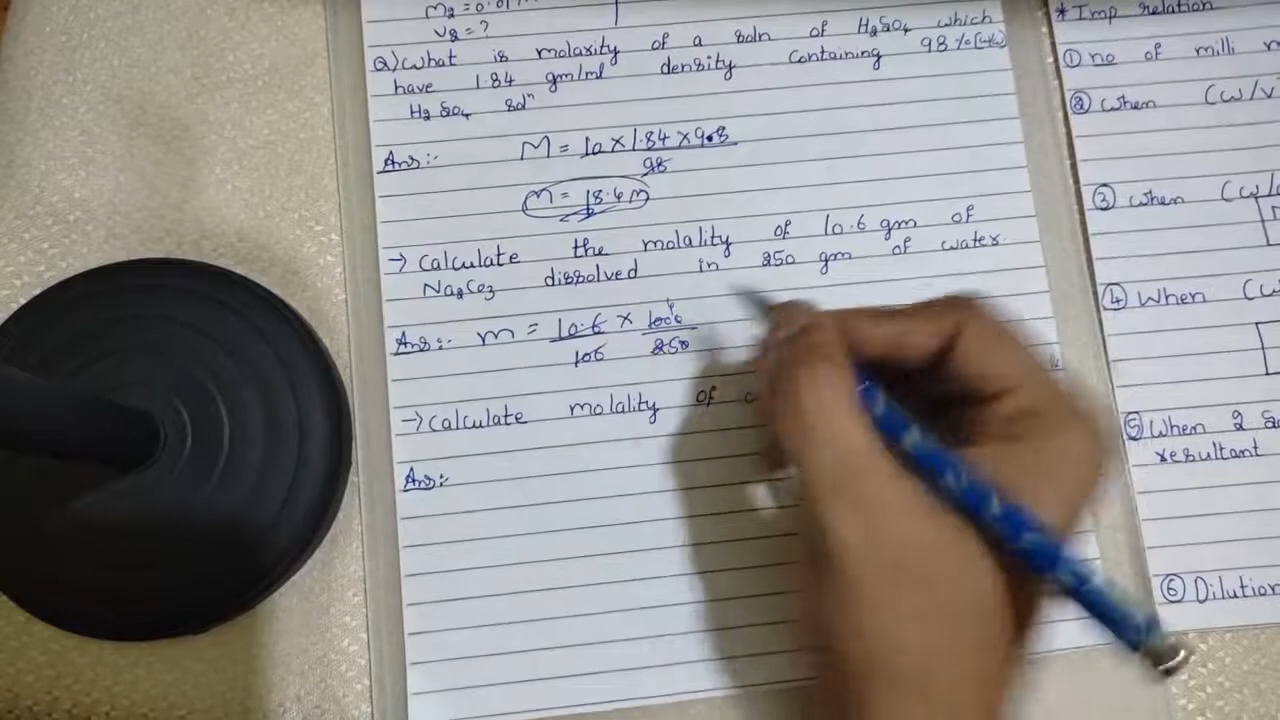 M2 = 0.01
V2 = ?
Q) what is molarity of a soln of H2SO4 which
have 1.84 gm/ml density containing 98% (w/w)
H2SO4 solⁿ
Ans:- M = 10 × 1.84 × 98
98
M = 18.4 M
→ Calculate the molality of 10.6 gm of
Na2CO3 dissolved in 250 gm of water.
Ans:- m = 10.6 × 1000
106 250
→ Calculate molality of
Ans:-
* Imp relation
① no of milli
② when (w/v
③ when (w/
④ When (w
⑤ When 2
resultant
⑥ Dilution